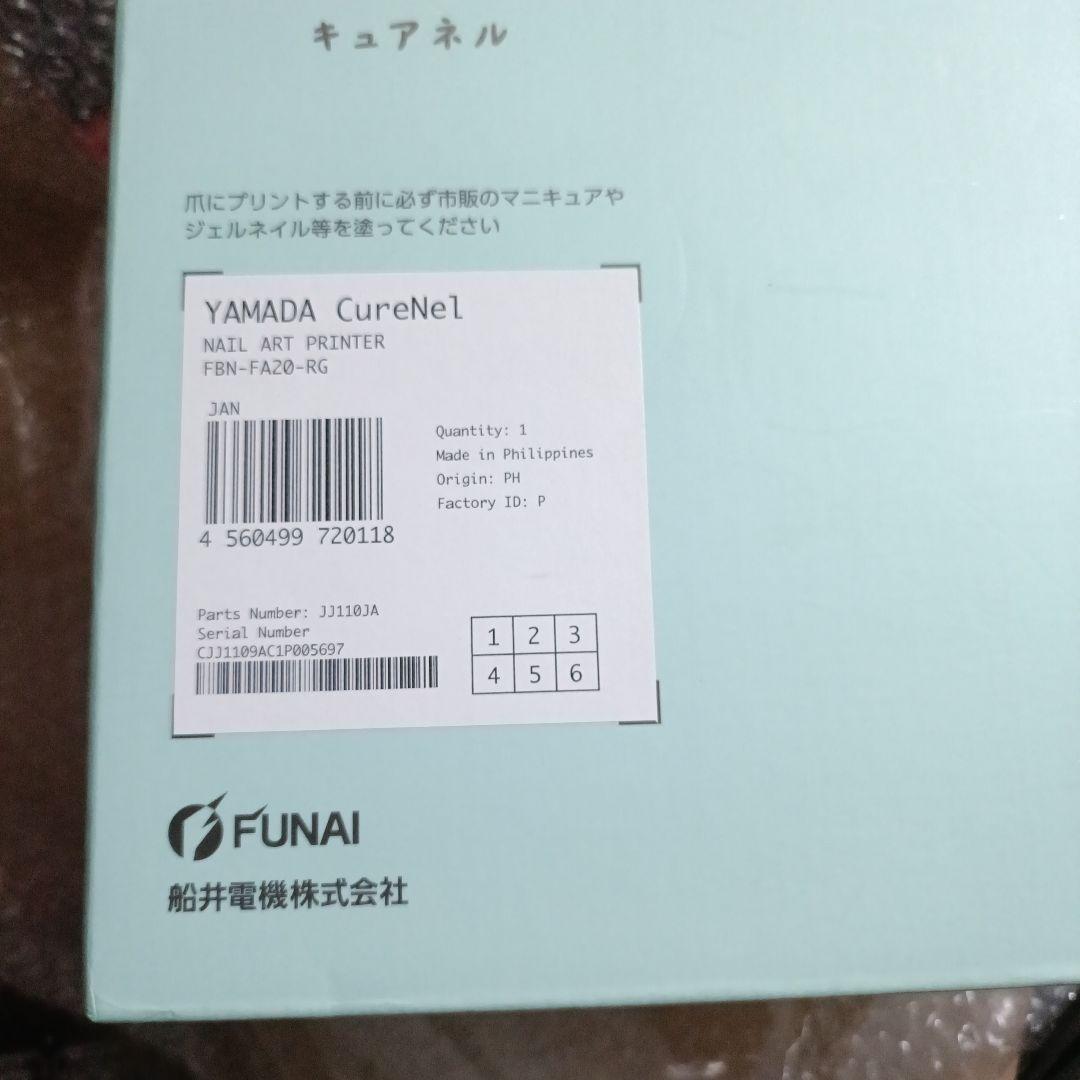 キュアネル
爪にプリントする前に必ず市販のマニキュアや
ジェルネイル等を塗ってください
YAMADA CureNel
NAIL ART PRINTER
FBN-FA20-RG
JAN
4 560499 720118
Quantity: 1
Made in Philippines
Origin: PH
Factory ID: P
Parts Number: JJ110JA
Serial Number
CJJ1109AC1P005697
1 2 3
4 5 6
FUNAI
船井電機株式会社